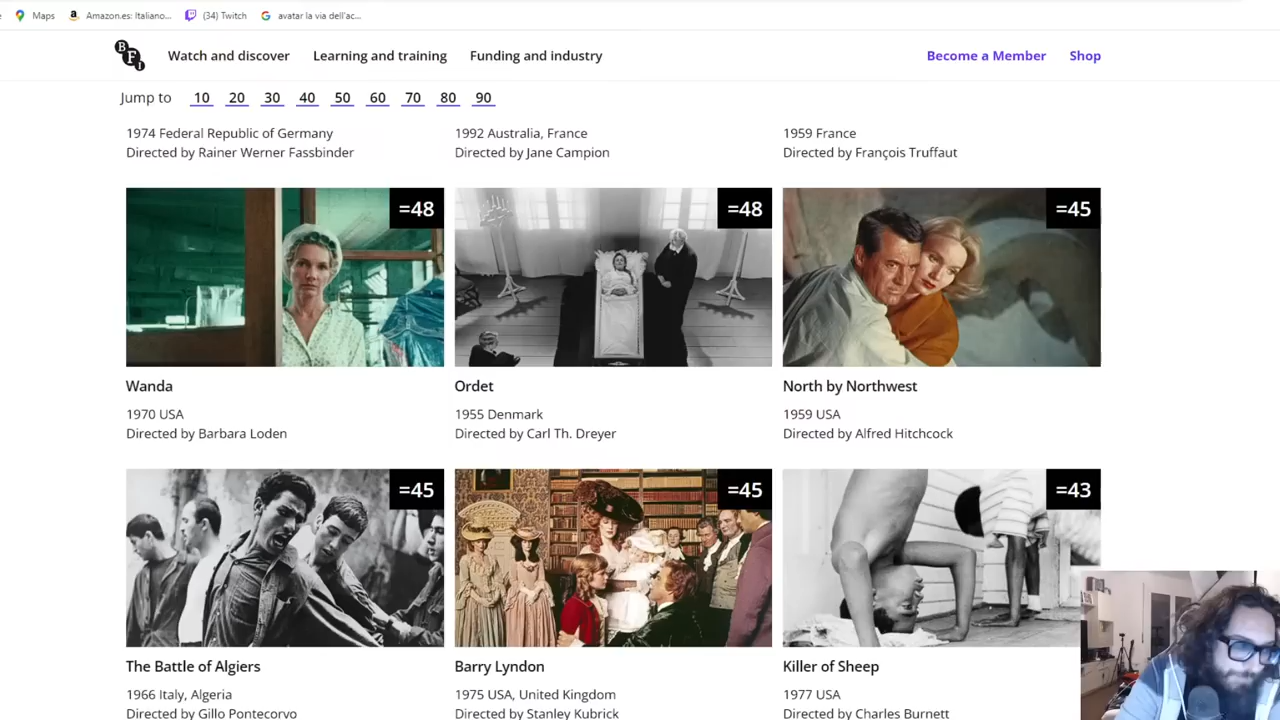 Maps
Amazon.es: Italiano...
(34) Twitch
avatar la via dell'ac...
BFI
Watch and discover
Learning and training
Funding and industry
Become a Member
Shop
Jump to 10 20 30 40 50 60 70 80 90
1974 Federal Republic of Germany
Directed by Rainer Werner Fassbinder
1992 Australia, France
Directed by Jane Campion
1959 France
Directed by François Truffaut
=48
Wanda
1970 USA
Directed by Barbara Loden
=48
Ordet
1955 Denmark
Directed by Carl Th. Dreyer
=45
North by Northwest
1959 USA
Directed by Alfred Hitchcock
=45
The Battle of Algiers
1966 Italy, Algeria
Directed by Gillo Pontecorvo
=45
Barry Lyndon
1975 USA, United Kingdom
Directed by Stanley Kubrick
=43
Killer of Sheep
1977 USA
Directed by Charles Burnett